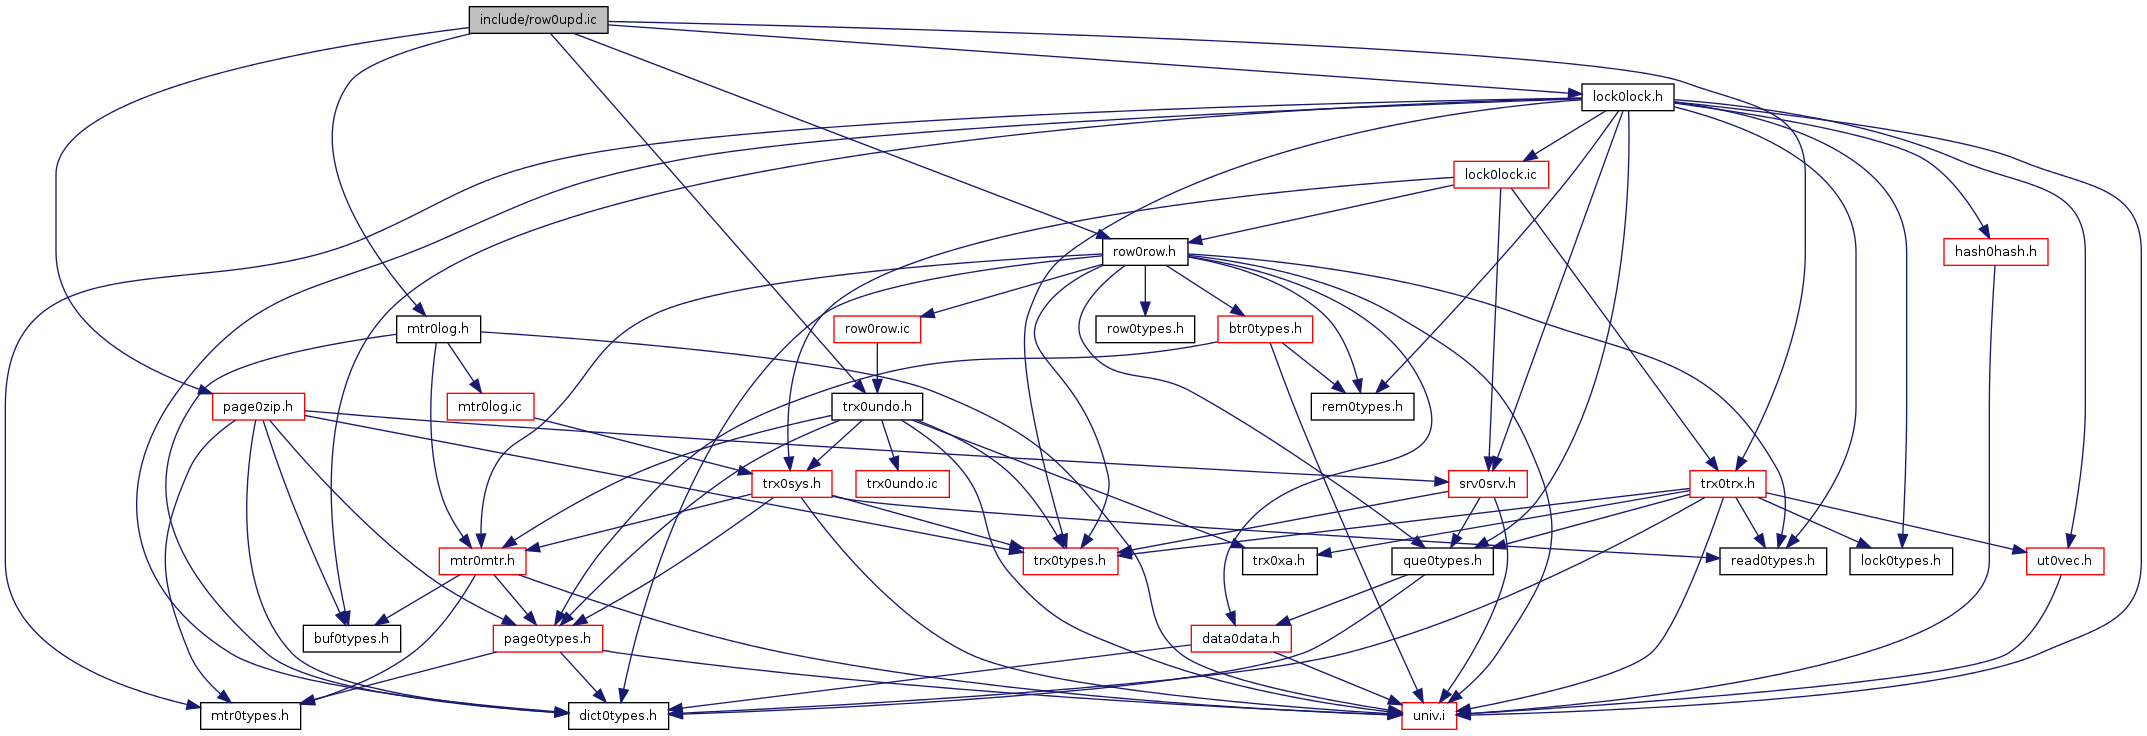 include/row0upd.ic
lock0lock.h
lock0lock.ic
row0row.h
hash0hash.h
mtr0log.h
row0row.ic
row0types.h
btr0types.h
page0zip.h
mtr0log.ic
trx0undo.h
rem0types.h
trx0sys.h
trx0undo.ic
srv0srv.h
trx0trx.h
mtr0mtr.h
trx0types.h
trx0xa.h
que0types.h
read0types.h
lock0types.h
ut0vec.h
buf0types.h
page0types.h
data0data.h
mtr0types.h
dict0types.h
univ.i